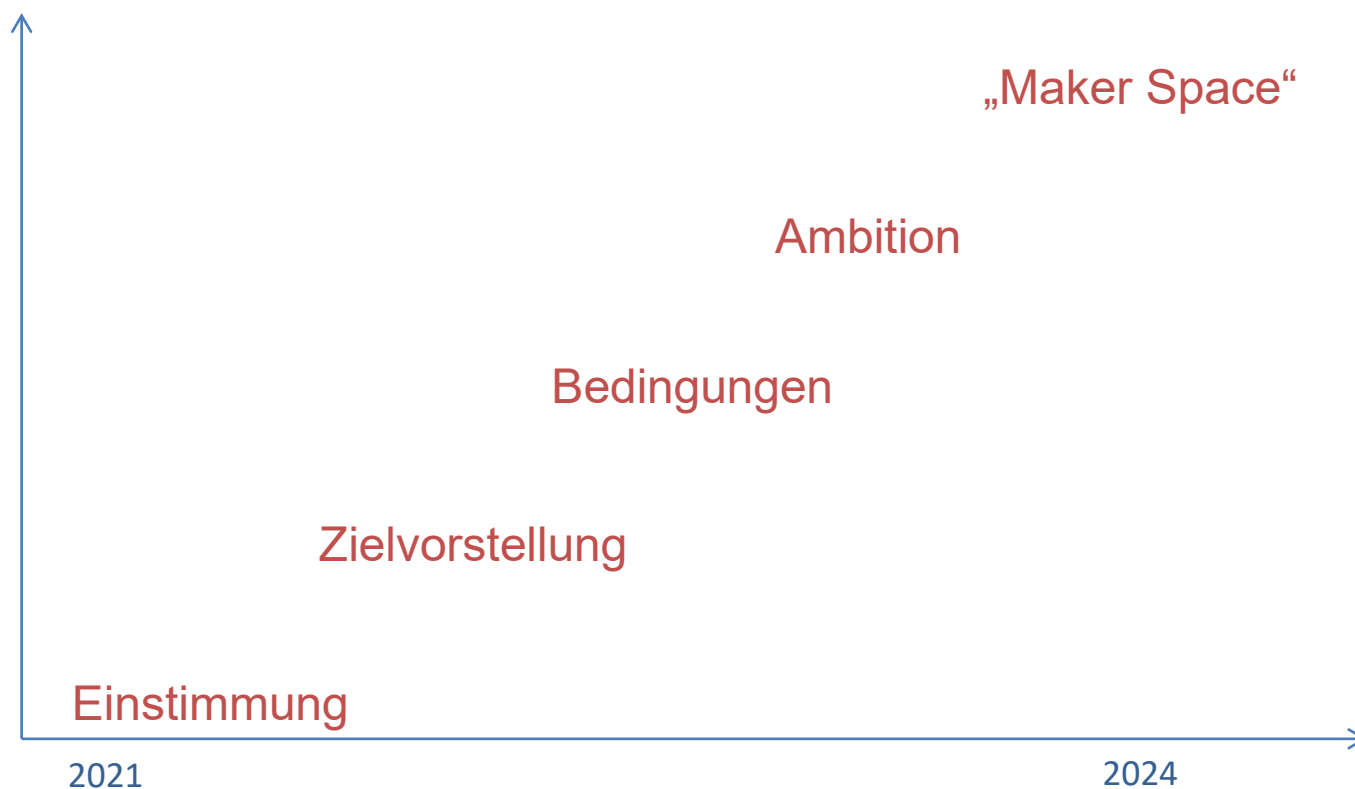 „Maker Space“
Ambition
Bedingungen
Zielvorstellung
Einstimmung
2021
2024